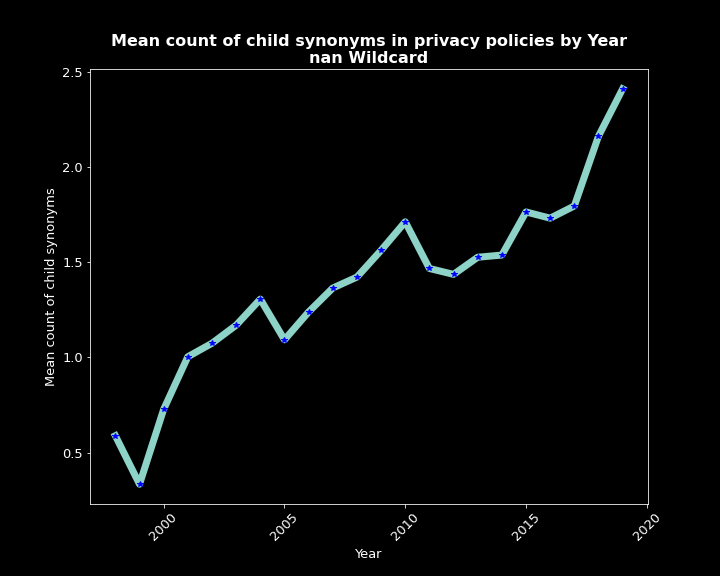 Mean count of child synonyms in privacy policies by Year
nan Wildcard
2.5
2.0
1.5
1.0
0.5
Mean count of child synonyms
2000
2005
2010
2015
2020
Year